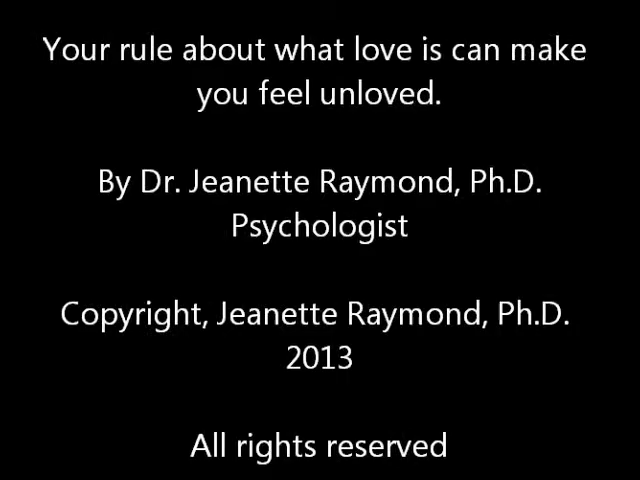 Your rule about what love is can make
you feel unloved.
By Dr. Jeanette Raymond, Ph.D.
Psychologist
Copyright, Jeanette Raymond, Ph.D.
2013
All rights reserved